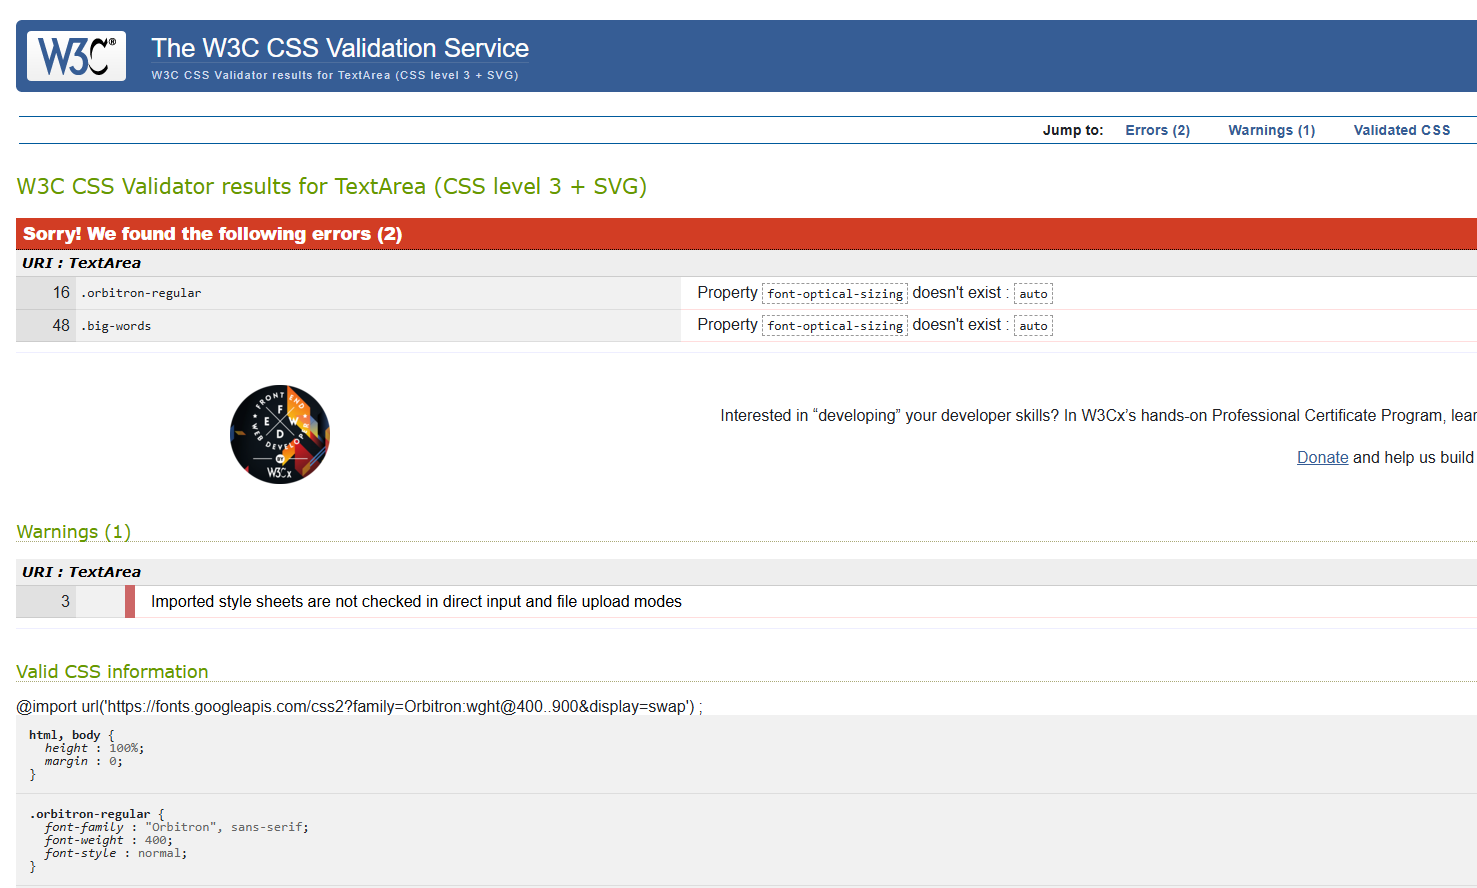 W3C®
The W3C CSS Validation Service
W3C CSS Validator results for TextArea (CSS level 3 + SVG)
Jump to: Errors (2) Warnings (1) Validated CSS
W3C CSS Validator results for TextArea (CSS level 3 + SVG)
Sorry! We found the following errors (2)
URI : TextArea
16 .orbitron-regular Property font-optical-sizing doesn't exist : auto
48 .big-words Property font-optical-sizing doesn't exist : auto
FRONT END
F
E W
D
WEB DEVELOPER
BY
W3Cx
Interested in “developing” your developer skills? In W3Cx’s hands-on Professional Certificate Program, lear
Donate and help us build
Warnings (1)
URI : TextArea
3 Imported style sheets are not checked in direct input and file upload modes
Valid CSS information
@import url('https://fonts.googleapis.com/css2?family=Orbitron:wght@400..900&display=swap') ;
html, body {
height : 100%;
margin : 0;
}
.orbitron-regular {
font-family : "Orbitron", sans-serif;
font-weight : 400;
font-style : normal;
}